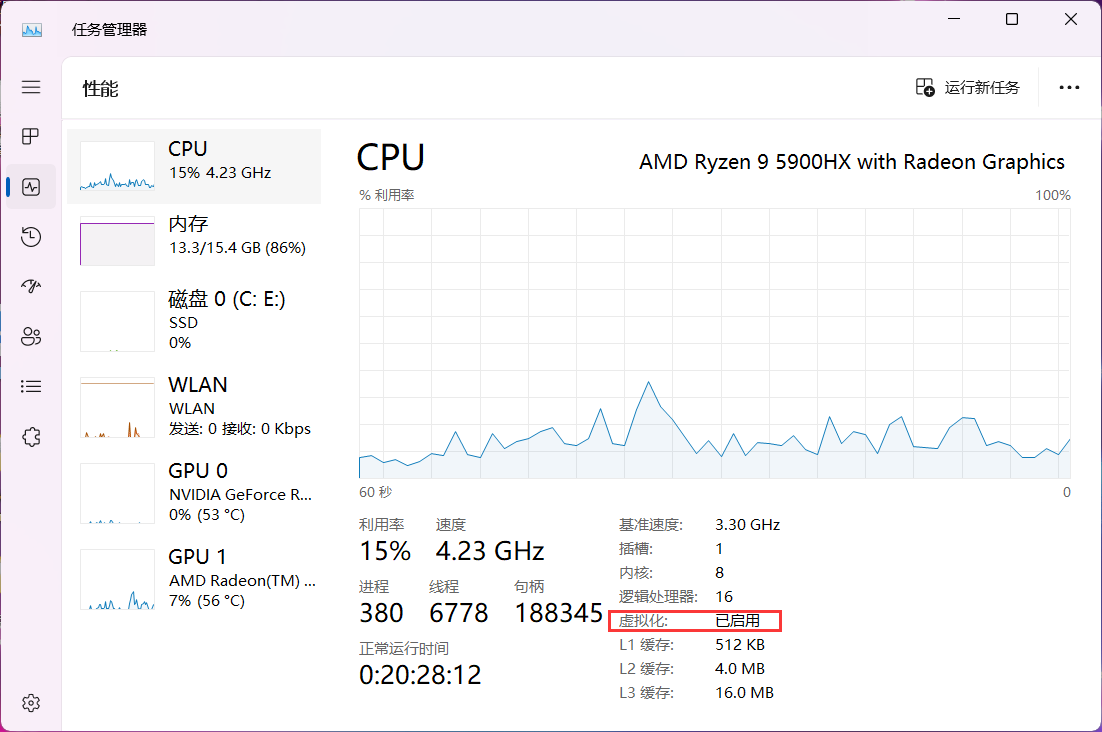 任务管理器
性能
运行新任务
CPU
15% 4.23 GHz
内存
13.3/15.4 GB (86%)
磁盘 0 (C: E:)
SSD
0%
WLAN
WLAN
发送: 0 接收: 0 Kbps
GPU 0
NVIDIA GeForce R...
0% (53 °C)
GPU 1
AMD Radeon(TM) ...
7% (56 °C)
CPU
AMD Ryzen 9 5900HX with Radeon Graphics
% 利用率
100%
60 秒
0
利用率
速度
15%
4.23 GHz
进程
线程
句柄
380
6778
188345
正常运行时间
0:20:28:12
基准速度: 3.30 GHz
插槽: 1
内核: 8
逻辑处理器: 16
虚拟化: 已启用
L1 缓存: 512 KB
L2 缓存: 4.0 MB
L3 缓存: 16.0 MB